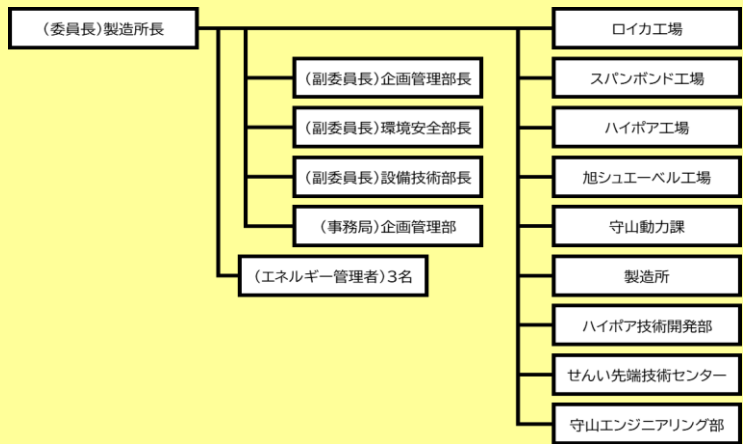 (委員長)製造所長
(副委員長)企画管理部長
(副委員長)環境安全部長
(副委員長)設備技術部長
(事務局)企画管理部
(エネルギー管理者)3名
ロイカ工場
スパンボンド工場
ハイポア工場
旭シュエーベル工場
守山動力課
製造所
ハイポア技術開発部
せんい先端技術センター
守山エンジニアリング部